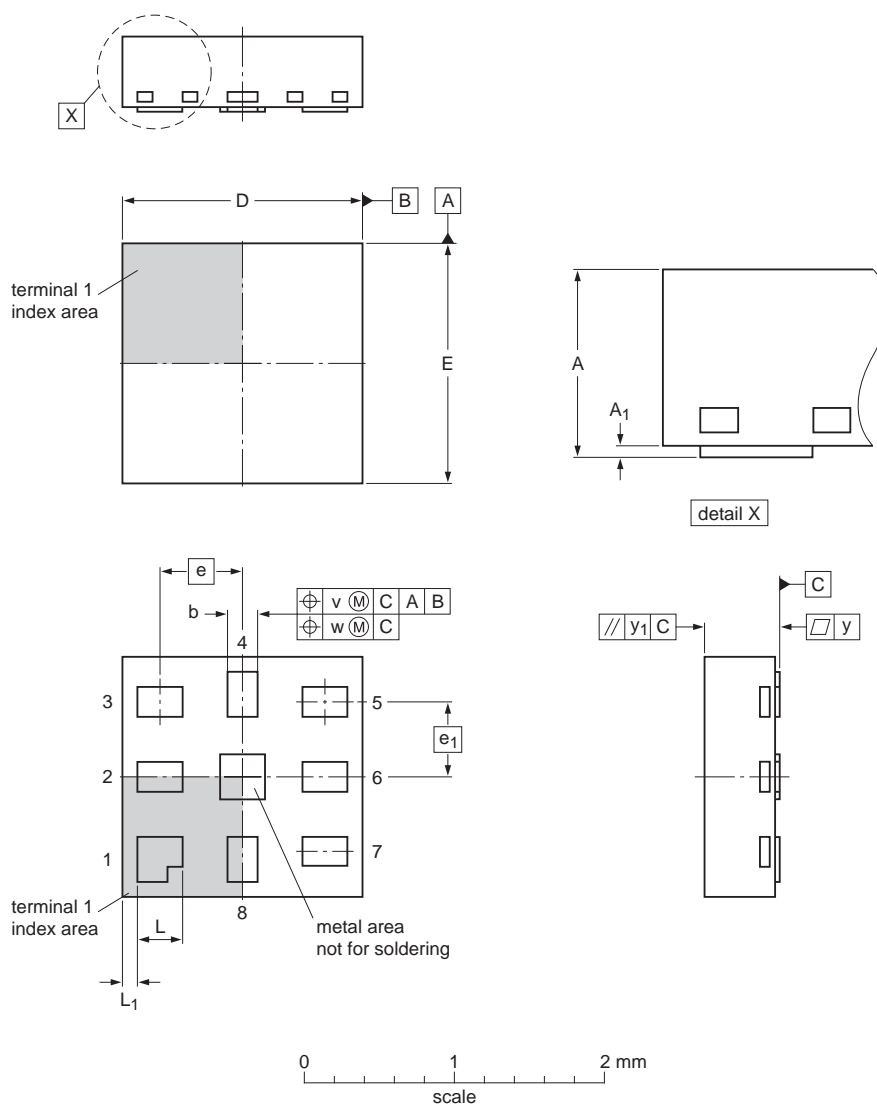 X
D
B
A
terminal 1
index area
E
A
A1
detail X
e
b
v M C A B
w M C
4
C
// y1 C
y
3
5
e1
2
6
1
7
terminal 1
index area
L
8
metal area
not for soldering
L1
0 1 2 mm
scale